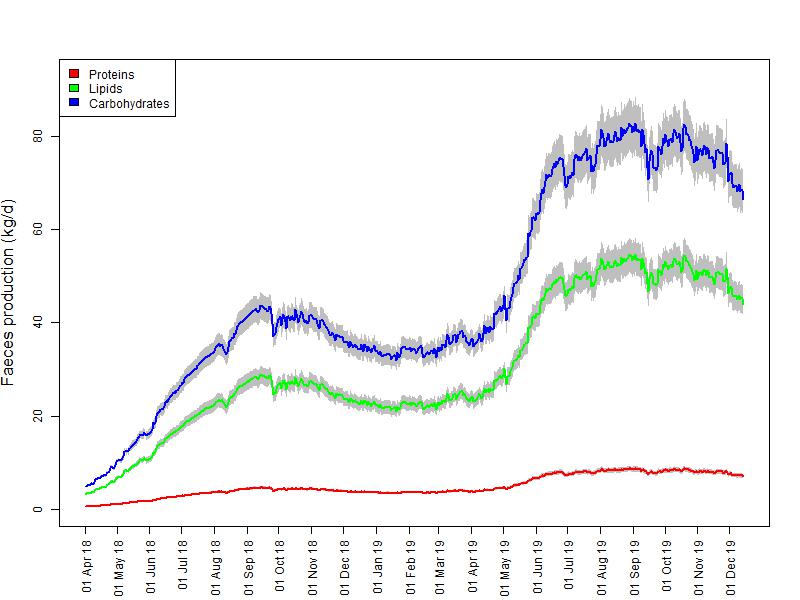 Proteins
Lipids
Carbohydrates
Faeces production (kg/d)
80
60
40
20
0
01 Apr 18
01 May 18
01 Jun 18
01 Jul 18
01 Aug 18
01 Sep 18
01 Oct 18
01 Nov 18
01 Dec 18
01 Jan 19
01 Feb 19
01 Mar 19
01 Apr 19
01 May 19
01 Jun 19
01 Jul 19
01 Aug 19
01 Sep 19
01 Oct 19
01 Nov 19
01 Dec 19